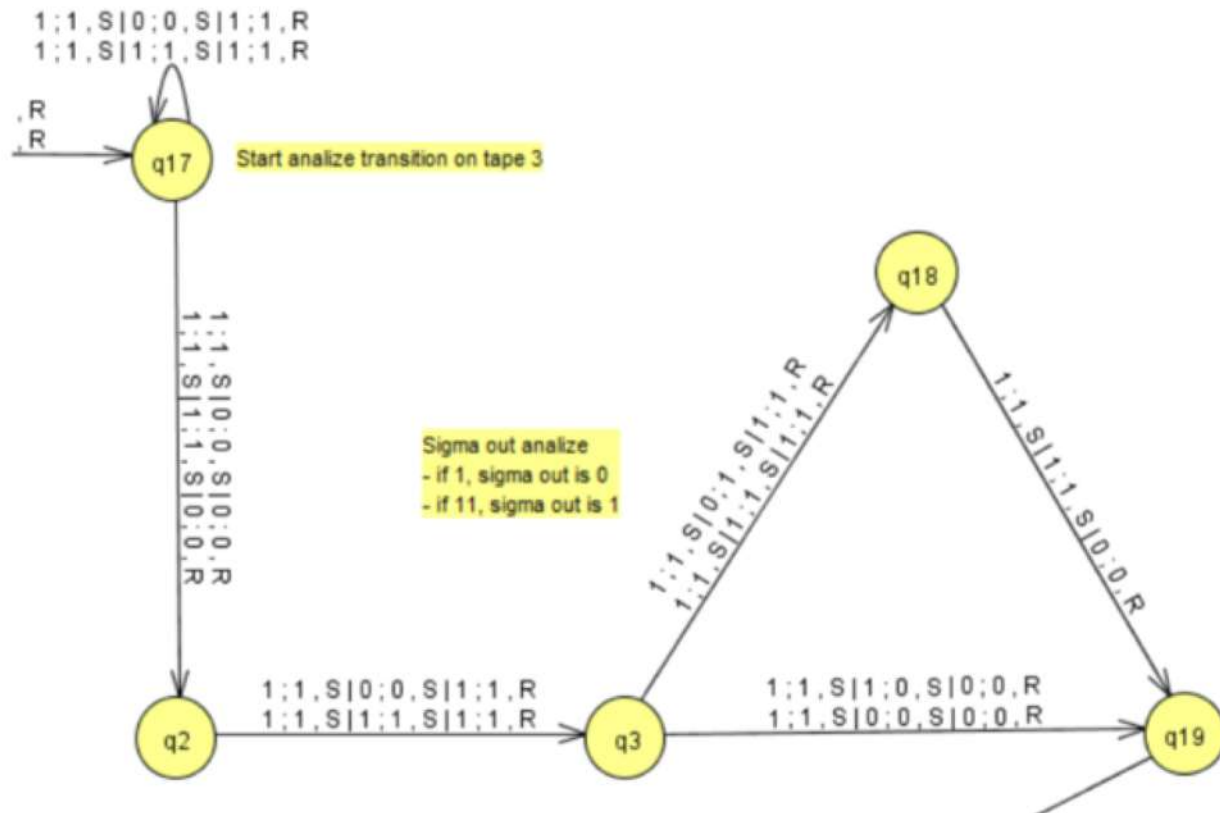 1;1,S|0;0,S|1;1,R
1;1,S|1;1,S|1;1,R
,R
,R
q17
Start analize transition on tape 3
q18
1;1,S|0;0,S|0;0,R
1;1,S|1;1,S|0;0,R
Sigma out analize
- if 1, sigma out is 0
- if 11, sigma out is 1
1;1,S|0;1,S|1;1,R
1;1,S|1;1,S|1;1,R
1;1,S|1;1,S|0;0,R
1;1,S|0;0,S|1;1,R
1;1,S|1;1,S|1;1,R
1;1,S|1;0,S|0;0,R
1;1,S|0;0,S|0;0,R
q2
q3
q19